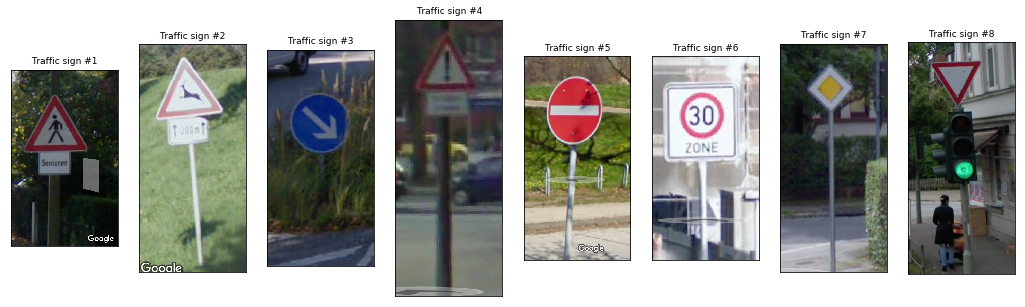 Traffic sign #1
Senioren
Google
Traffic sign #2
200 m
Google
Traffic sign #3
Traffic sign #4
Traffic sign #5
Google
Traffic sign #6
30
ZONE
Traffic sign #7
Traffic sign #8